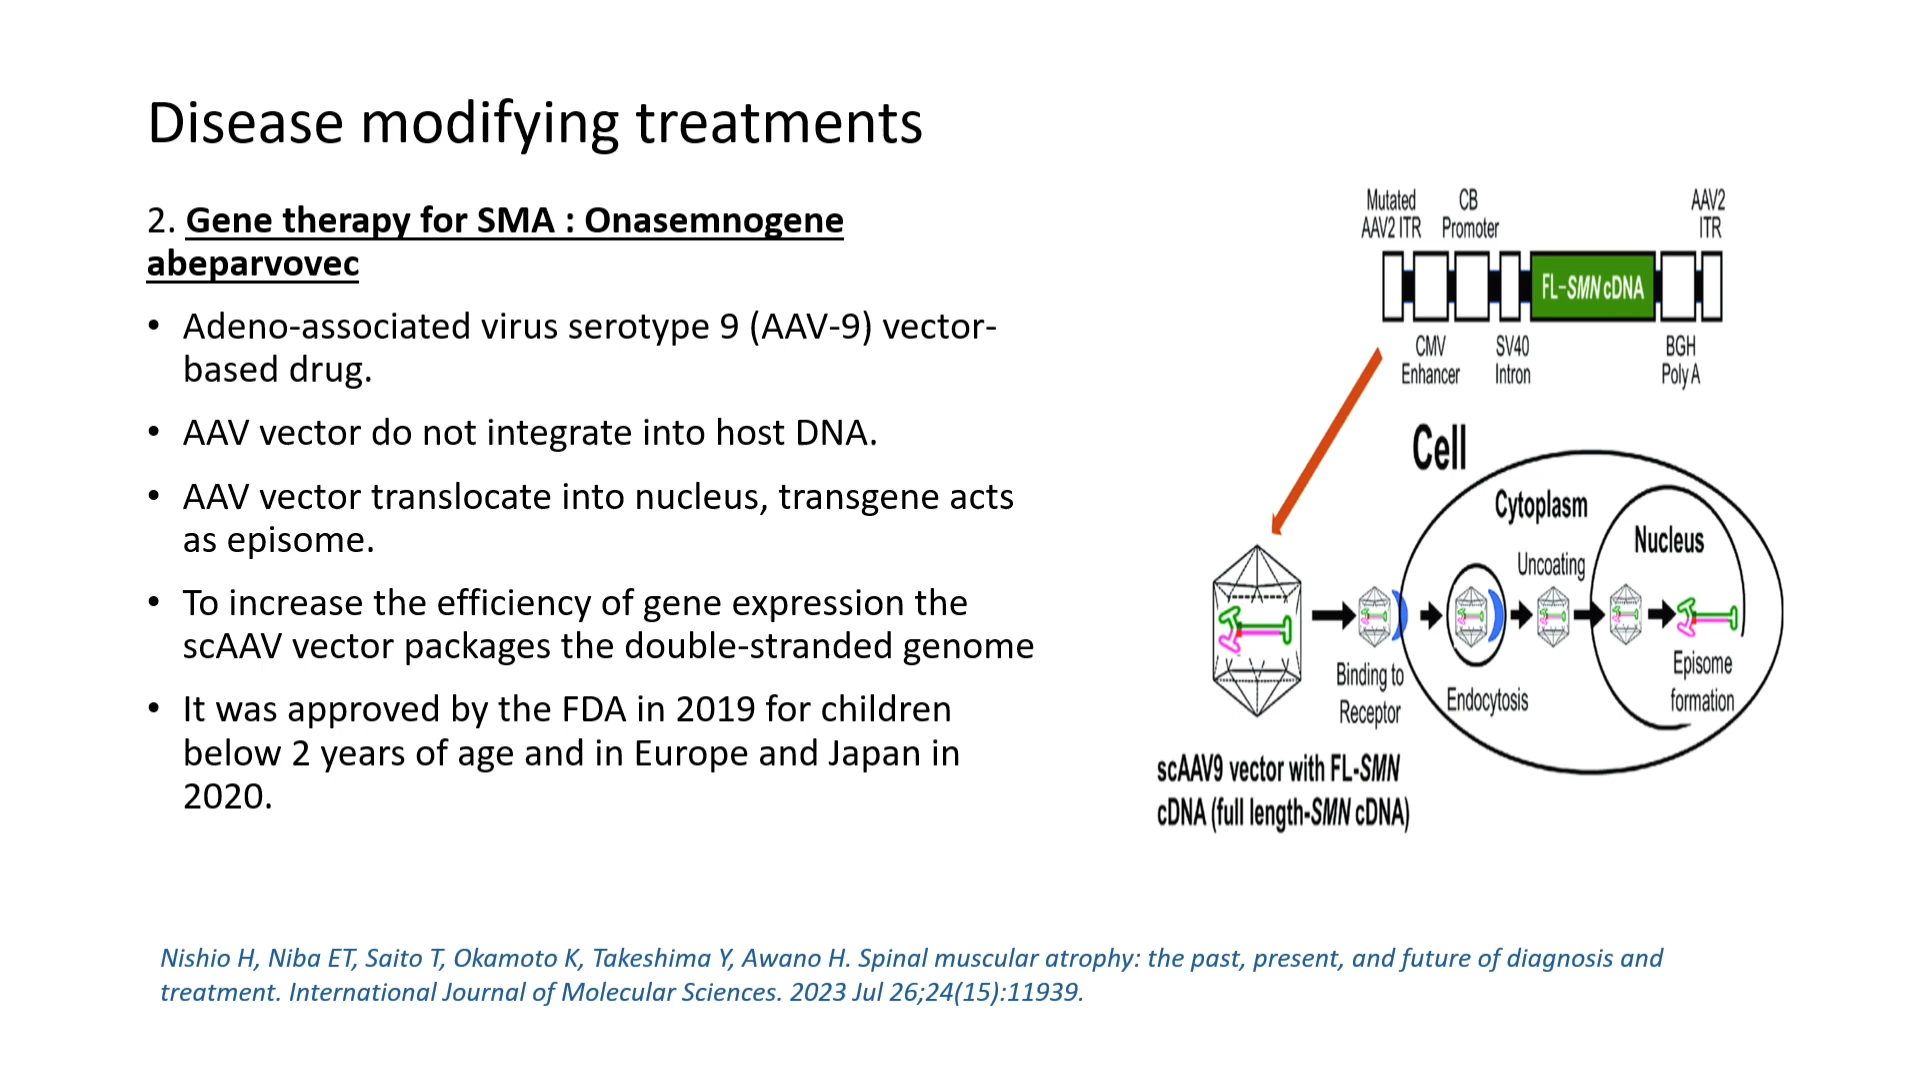 Disease modifying treatments
2. Gene therapy for SMA : Onasemnogene
abeparvovec
• Adeno-associated virus serotype 9 (AAV-9) vector-
based drug.
• AAV vector do not integrate into host DNA.
• AAV vector translocate into nucleus, transgene acts
as episome.
• To increase the efficiency of gene expression the
scAAV vector packages the double-stranded genome
• It was approved by the FDA in 2019 for children
below 2 years of age and in Europe and Japan in
2020.
Mutated
AAV2 ITR
CB
Promoter
AAV2
ITR
FL-SMN cDNA
CMV
Enhancer
SV40
Intron
BGH
Poly A
Cell
Cytoplasm
Nucleus
Uncoating
Binding to
Receptor
Endocytosis
Episome
formation
scAAV9 vector with FL-SMN
cDNA (full length-SMN cDNA)
Nishio H, Niba ET, Saito T, Okamoto K, Takeshima Y, Awano H. Spinal muscular atrophy: the past, present, and future of diagnosis and
treatment. International Journal of Molecular Sciences. 2023 Jul 26;24(15):11939.